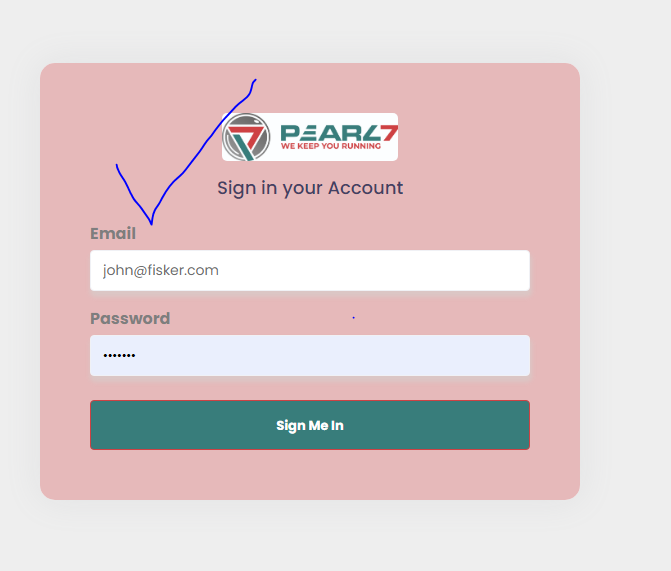 PEARL7
WE KEEP YOU RUNNING
Sign in your Account
Email
john@fisker.com
Password
•••••••
Sign Me In